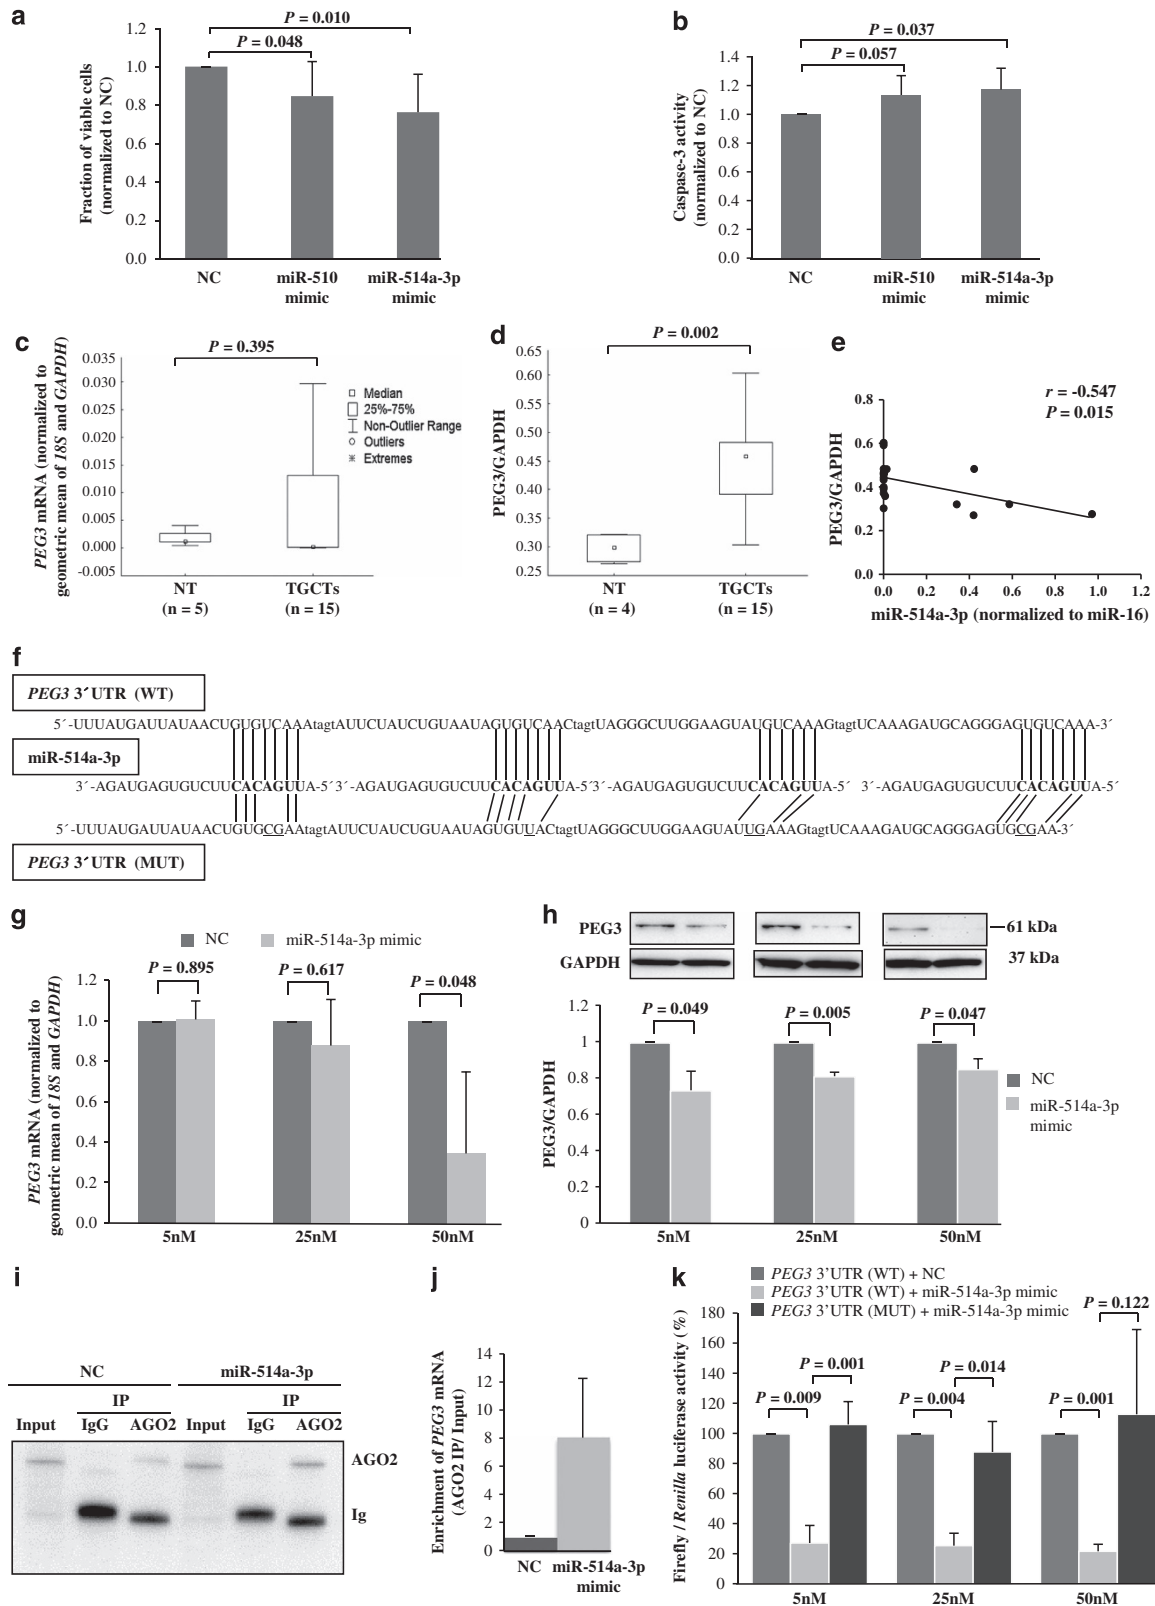 a
P = 0.010
P = 0.048
Fraction of viable cells
(normalized to NC)
1.2
1.0
0.8
0.6
0.4
0.2
0.0
NC
miR-510
mimic
miR-514a-3p
mimic
b
P = 0.037
P = 0.057
Caspase-3 activity
(normalized to NC)
1.4
1.2
1.0
0.8
0.6
0.4
0.2
0.0
NC
miR-510
mimic
miR-514a-3p
mimic
c
P = 0.395
PEG3 mRNA (normalized to
geometric mean of 18S and GAPDH)
0.035
0.030
0.025
0.020
0.015
0.010
0.005
0.000
-0.005
Median
25%-75%
Non-Outlier Range
Outliers
Extremes
NT
(n = 5)
TGCTs
(n = 15)
d
P = 0.002
PEG3/GAPDH
0.65
0.60
0.55
0.50
0.45
0.40
0.35
0.30
0.25
NT
(n = 4)
TGCTs
(n = 15)
e
r = -0.547
P = 0.015
PEG3/GAPDH
0.8
0.6
0.4
0.2
0.0
0.0 0.2 0.4 0.6 0.8 1.0 1.2
miR-514a-3p (normalized to miR-16)
f
PEG3 3´UTR (WT)
5´-UUUAUGAUUAUAACUGUGUCAAAtagtAUUCUAUCUGUAAUAGUGUCAACtagtUAGGGCUUGGAAGUAUGUCAAAGtagtUCAAAGAUGCAGGGAGUGUCAAA-3´
miR-514a-3p
3´-AGAUGAGUGUCUUCACAGUUA-5´3´-AGAUGAGUGUCUUCACAGUUA-5´3´-AGAUGAGUGUCUUCACAGUUA-5´ 3´-AGAUGAGUGUCUUCACAGUUA-5´
5´-UUUAUGAUUAUAACUGUGCGAAtagtAUUCUAUCUGUAAUAGUGUUACtagtUAGGGCUUGGAAGUAUUGAAAGtagtUCAAAGAUGCAGGGAGUGCGAA-3´
PEG3 3´UTR (MUT)
g
NC
miR-514a-3p mimic
P = 0.895
P = 0.617
P = 0.048
PEG3 mRNA (normalized to
geometric mean of 18S and GAPDH)
1.2
1.0
0.8
0.6
0.4
0.2
0.0
5nM
25nM
50nM
h
PEG3
61 kDa
GAPDH
37 kDa
P = 0.049
P = 0.005
P = 0.047
PEG3/GAPDH
1.2
1
0.8
0.6
0.4
0.2
0
NC
miR-514a-3p
mimic
5nM
25nM
50nM
i
NC
miR-514a-3p
IP
IP
Input IgG AGO2 Input IgG AGO2
AGO2
Ig
j
Enrichment of PEG3 mRNA
(AGO2 IP/ Input)
14
12
10
8
6
4
2
0
NC
miR-514a-3p
mimic
k
PEG3 3'UTR (WT) + NC
PEG3 3'UTR (WT) + miR-514a-3p mimic
PEG3 3'UTR (MUT) + miR-514a-3p mimic
P = 0.122
P = 0.001
P = 0.014
P = 0.009
P = 0.004
P = 0.001
Firefly / Renilla luciferase activity (%)
180
160
140
120
100
80
60
40
20
0
5nM
25nM
50nM